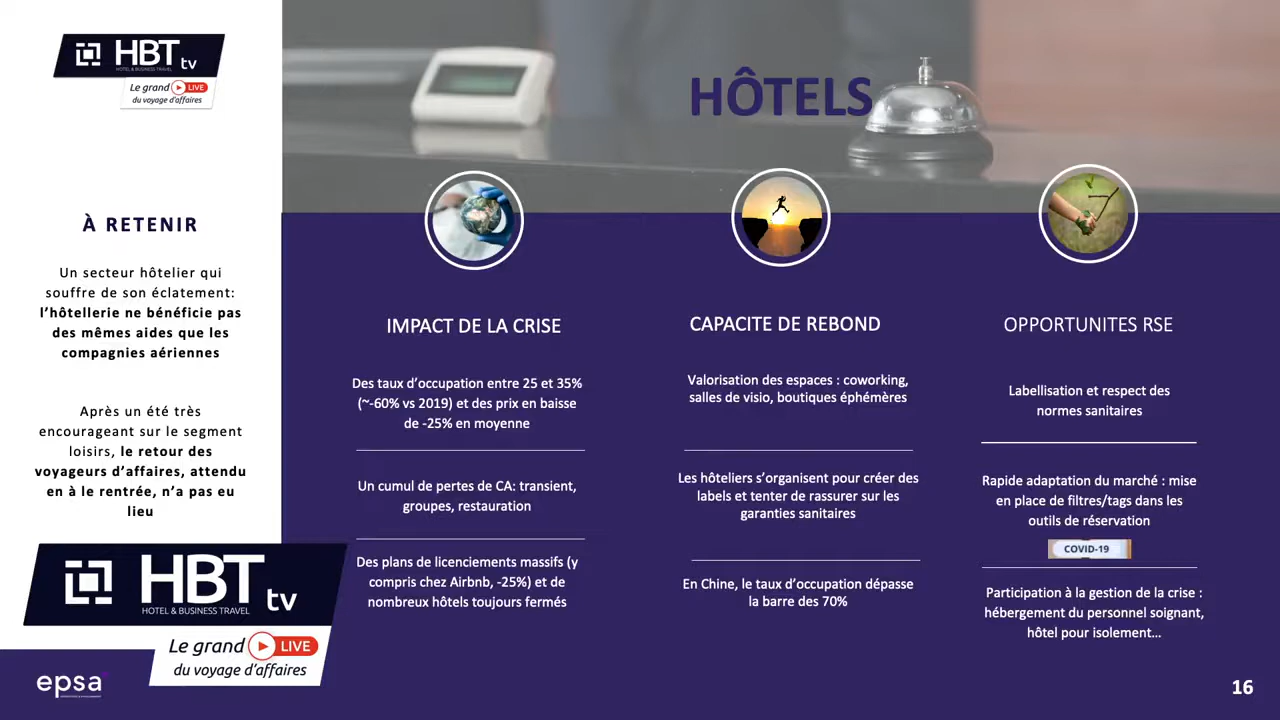 HBT tv
HOTEL & BUSINESS TRAVEL
Le grand LIVE
du voyage d'affaires
HÔTELS
À RETENIR
Un secteur hôtelier qui
souffre de son éclatement:
l'hôtellerie ne bénéficie pas
des mêmes aides que les
compagnies aériennes
Après un été très
encourageant sur le segment
loisirs, le retour des
voyageurs d'affaires, attendu
en à le rentrée, n'a pas eu
lieu
IMPACT DE LA CRISE
Des taux d'occupation entre 25 et 35%
(~-60% vs 2019) et des prix en baisse
de -25% en moyenne
Un cumul de pertes de CA: transient,
groupes, restauration
Des plans de licenciements massifs (y
compris chez Airbnb, -25%) et de
nombreux hôtels toujours fermés
CAPACITE DE REBOND
Valorisation des espaces : coworking,
salles de visio, boutiques éphémères
Les hôteliers s'organisent pour créer des
labels et tenter de rassurer sur les
garanties sanitaires
En Chine, le taux d'occupation dépasse
la barre des 70%
OPPORTUNITES RSE
Labellisation et respect des
normes sanitaires
Rapide adaptation du marché : mise
en place de filtres/tags dans les
outils de réservation
COVID-19
Participation à la gestion de la crise :
hébergement du personnel soignant,
hôtel pour isolement…
HBT tv
HOTEL & BUSINESS TRAVEL
Le grand LIVE
du voyage d'affaires
epsa
16